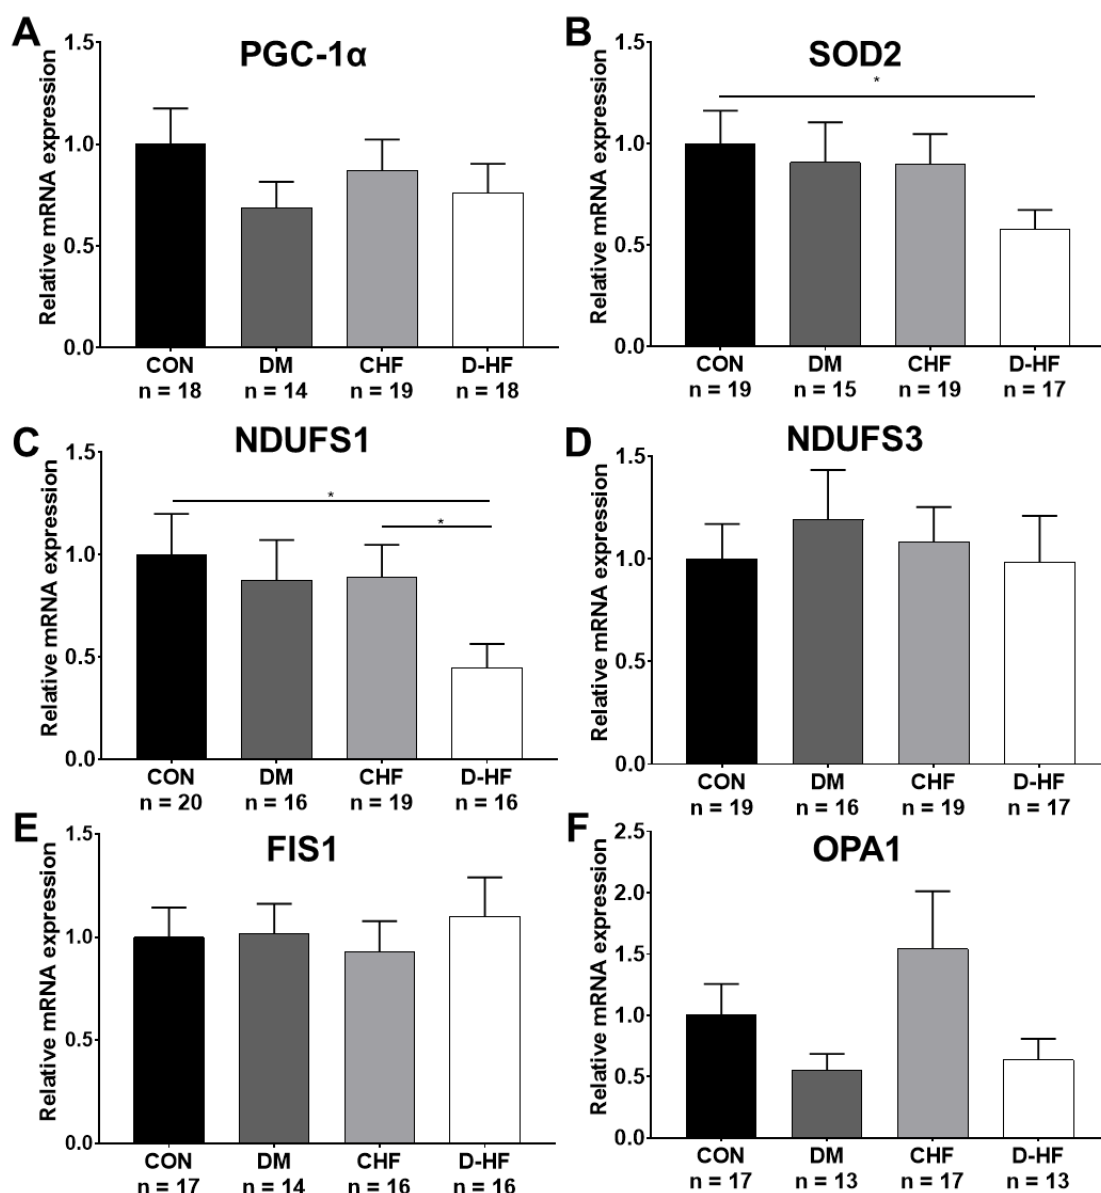 A
PGC-1α
Relative mRNA expression
1.5
1.0
0.5
0.0
CON DM CHF D-HF
n = 18 n = 14 n = 19 n = 18
B
SOD2
Relative mRNA expression
1.5
1.0
0.5
0.0
*
CON DM CHF D-HF
n = 19 n = 15 n = 19 n = 17
C
NDUFS1
Relative mRNA expression
1.5
1.0
0.5
0.0
*
*
CON DM CHF D-HF
n = 20 n = 16 n = 19 n = 16
D
NDUFS3
Relative mRNA expression
1.5
1.0
0.5
0.0
CON DM CHF D-HF
n = 19 n = 16 n = 19 n = 17
E
FIS1
Relative mRNA expression
1.5
1.0
0.5
0.0
CON DM CHF D-HF
n = 17 n = 14 n = 16 n = 16
F
OPA1
Relative mRNA expression
2.5
2.0
1.5
1.0
0.5
0.0
CON DM CHF D-HF
n = 17 n = 13 n = 17 n = 13